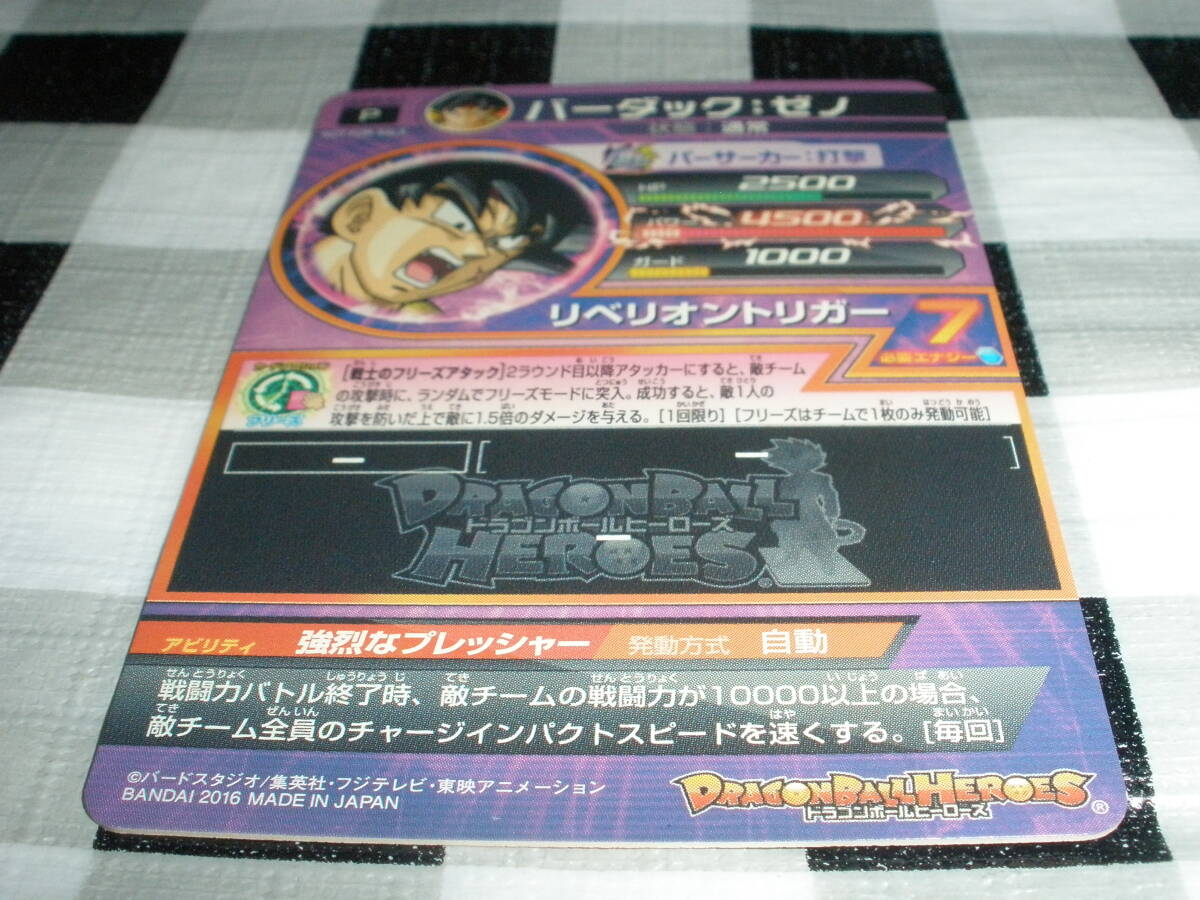 P
バーダック:ゼノ
状態:通常
バーサーカー:打撃
HP 2500
パワー 4500
ガード 1000
リベリオントリガー
7
必要エナジー
フリーズ
[戦士のフリーズアタック]2ラウンド目以降アタッカーにすると、敵チーム
の攻撃時に、ランダムでフリーズモードに突入。成功すると、敵1人の
攻撃を防いだ上で敵に1.5倍のダメージを与える。[1回限り] [フリーズはチームで1枚のみ発動可能]
ー
[ ー ]
ー
DRAGONBALL
ドラゴンボールヒーローズ
HEROES®
アビリティ 強烈なプレッシャー 発動方式 自動
戦闘力バトル終了時、敵チームの戦闘力が10000以上の場合、
敵チーム全員のチャージインパクトスピードを速くする。[毎回]
©バードスタジオ/集英社・フジテレビ・東映アニメーション
BANDAI 2016 MADE IN JAPAN
DRAGONBALL HEROES®
ドラゴンボールヒーローズ